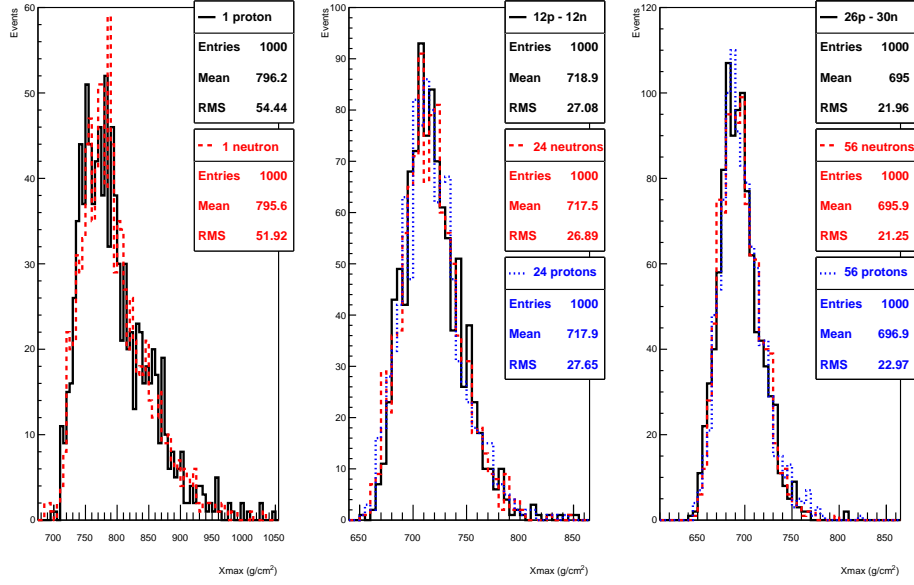 Events
60
50
40
30
20
10
0
700 750 800 850 900 950 1000 1050
Xmax (g/cm²)
1 proton
Entries 1000
Mean 796.2
RMS 54.44
1 neutron
Entries 1000
Mean 795.6
RMS 51.92
Events
100
90
80
70
60
50
40
30
20
10
0
650 700 750 800 850
Xmax (g/cm²)
12p - 12n
Entries 1000
Mean 718.9
RMS 27.08
24 neutrons
Entries 1000
Mean 717.5
RMS 26.89
24 protons
Entries 1000
Mean 717.9
RMS 27.65
Events
120
100
80
60
40
20
0
650 700 750 800 850
Xmax (g/cm²)
26p - 30n
Entries 1000
Mean 695
RMS 21.96
56 neutrons
Entries 1000
Mean 695.9
RMS 21.25
56 protons
Entries 1000
Mean 696.9
RMS 22.97